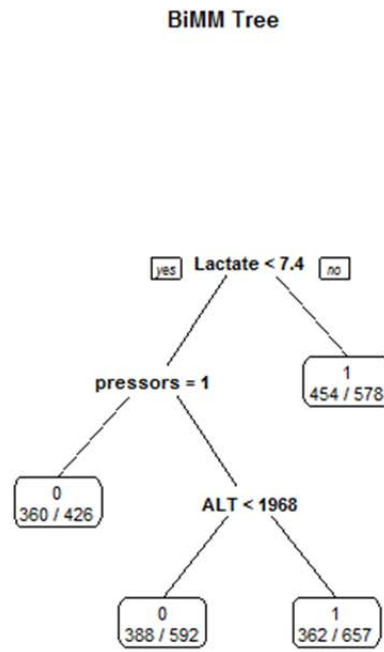 BiMM Tree
yes Lactate < 7.4 no
1
454 / 578
pressors = 1
0
360 / 426
ALT < 1968
0
388 / 592
1
362 / 657